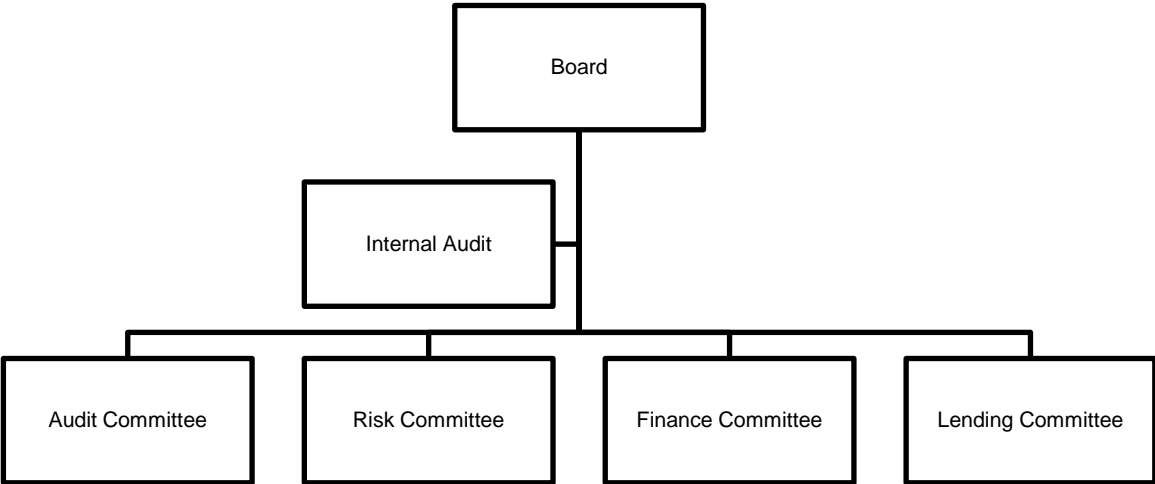 Board
Internal Audit
Audit Committee
Risk Committee
Finance Committee
Lending Committee